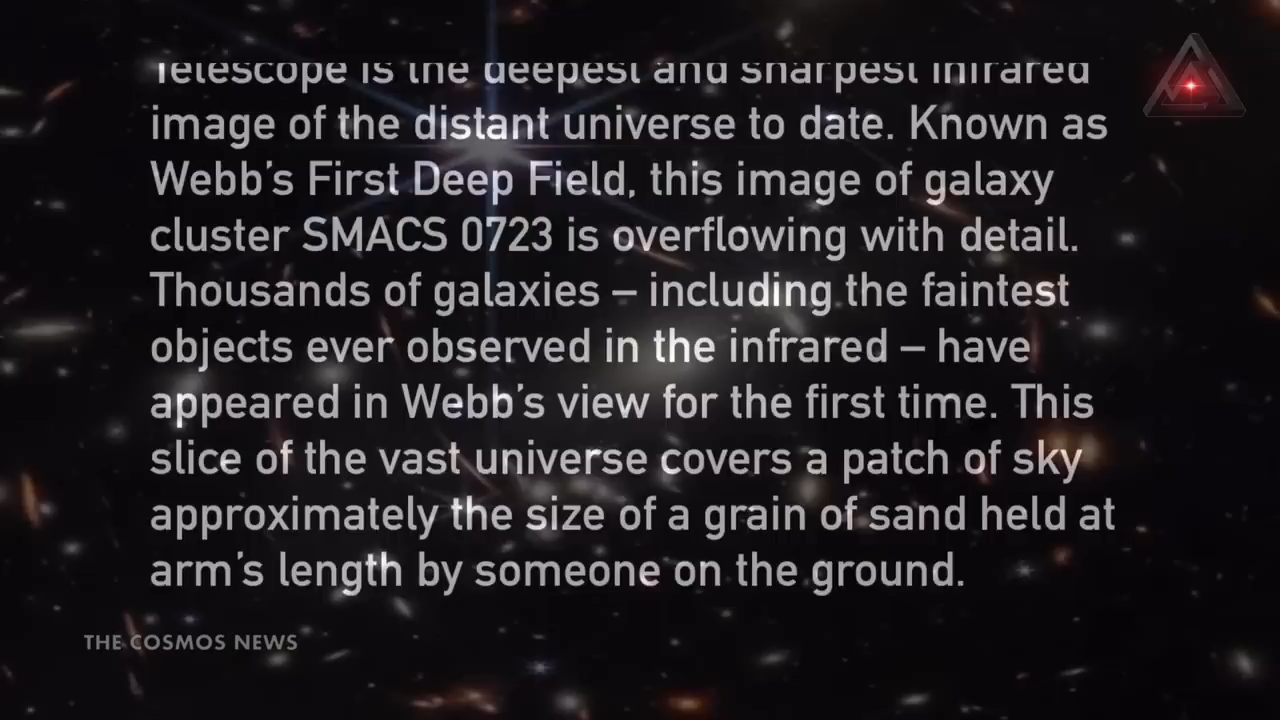 Telescope is the deepest and sharpest infrared
image of the distant universe to date. Known as
Webb’s First Deep Field, this image of galaxy
cluster SMACS 0723 is overflowing with detail.
Thousands of galaxies – including the faintest
objects ever observed in the infrared – have
appeared in Webb’s view for the first time. This
slice of the vast universe covers a patch of sky
approximately the size of a grain of sand held at
arm’s length by someone on the ground.
THE COSMOS NEWS